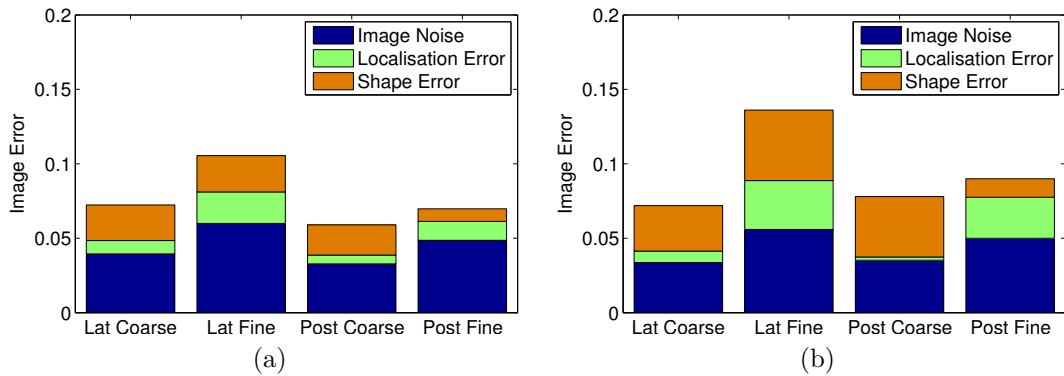 0.2
0.15
0.1
0.05
0
Image Error
Image Noise
Localisation Error
Shape Error
Lat Coarse Lat Fine Post Coarse Post Fine
(a)
0.2
0.15
0.1
0.05
0
Image Error
Image Noise
Localisation Error
Shape Error
Lat Coarse Lat Fine Post Coarse Post Fine
(b)